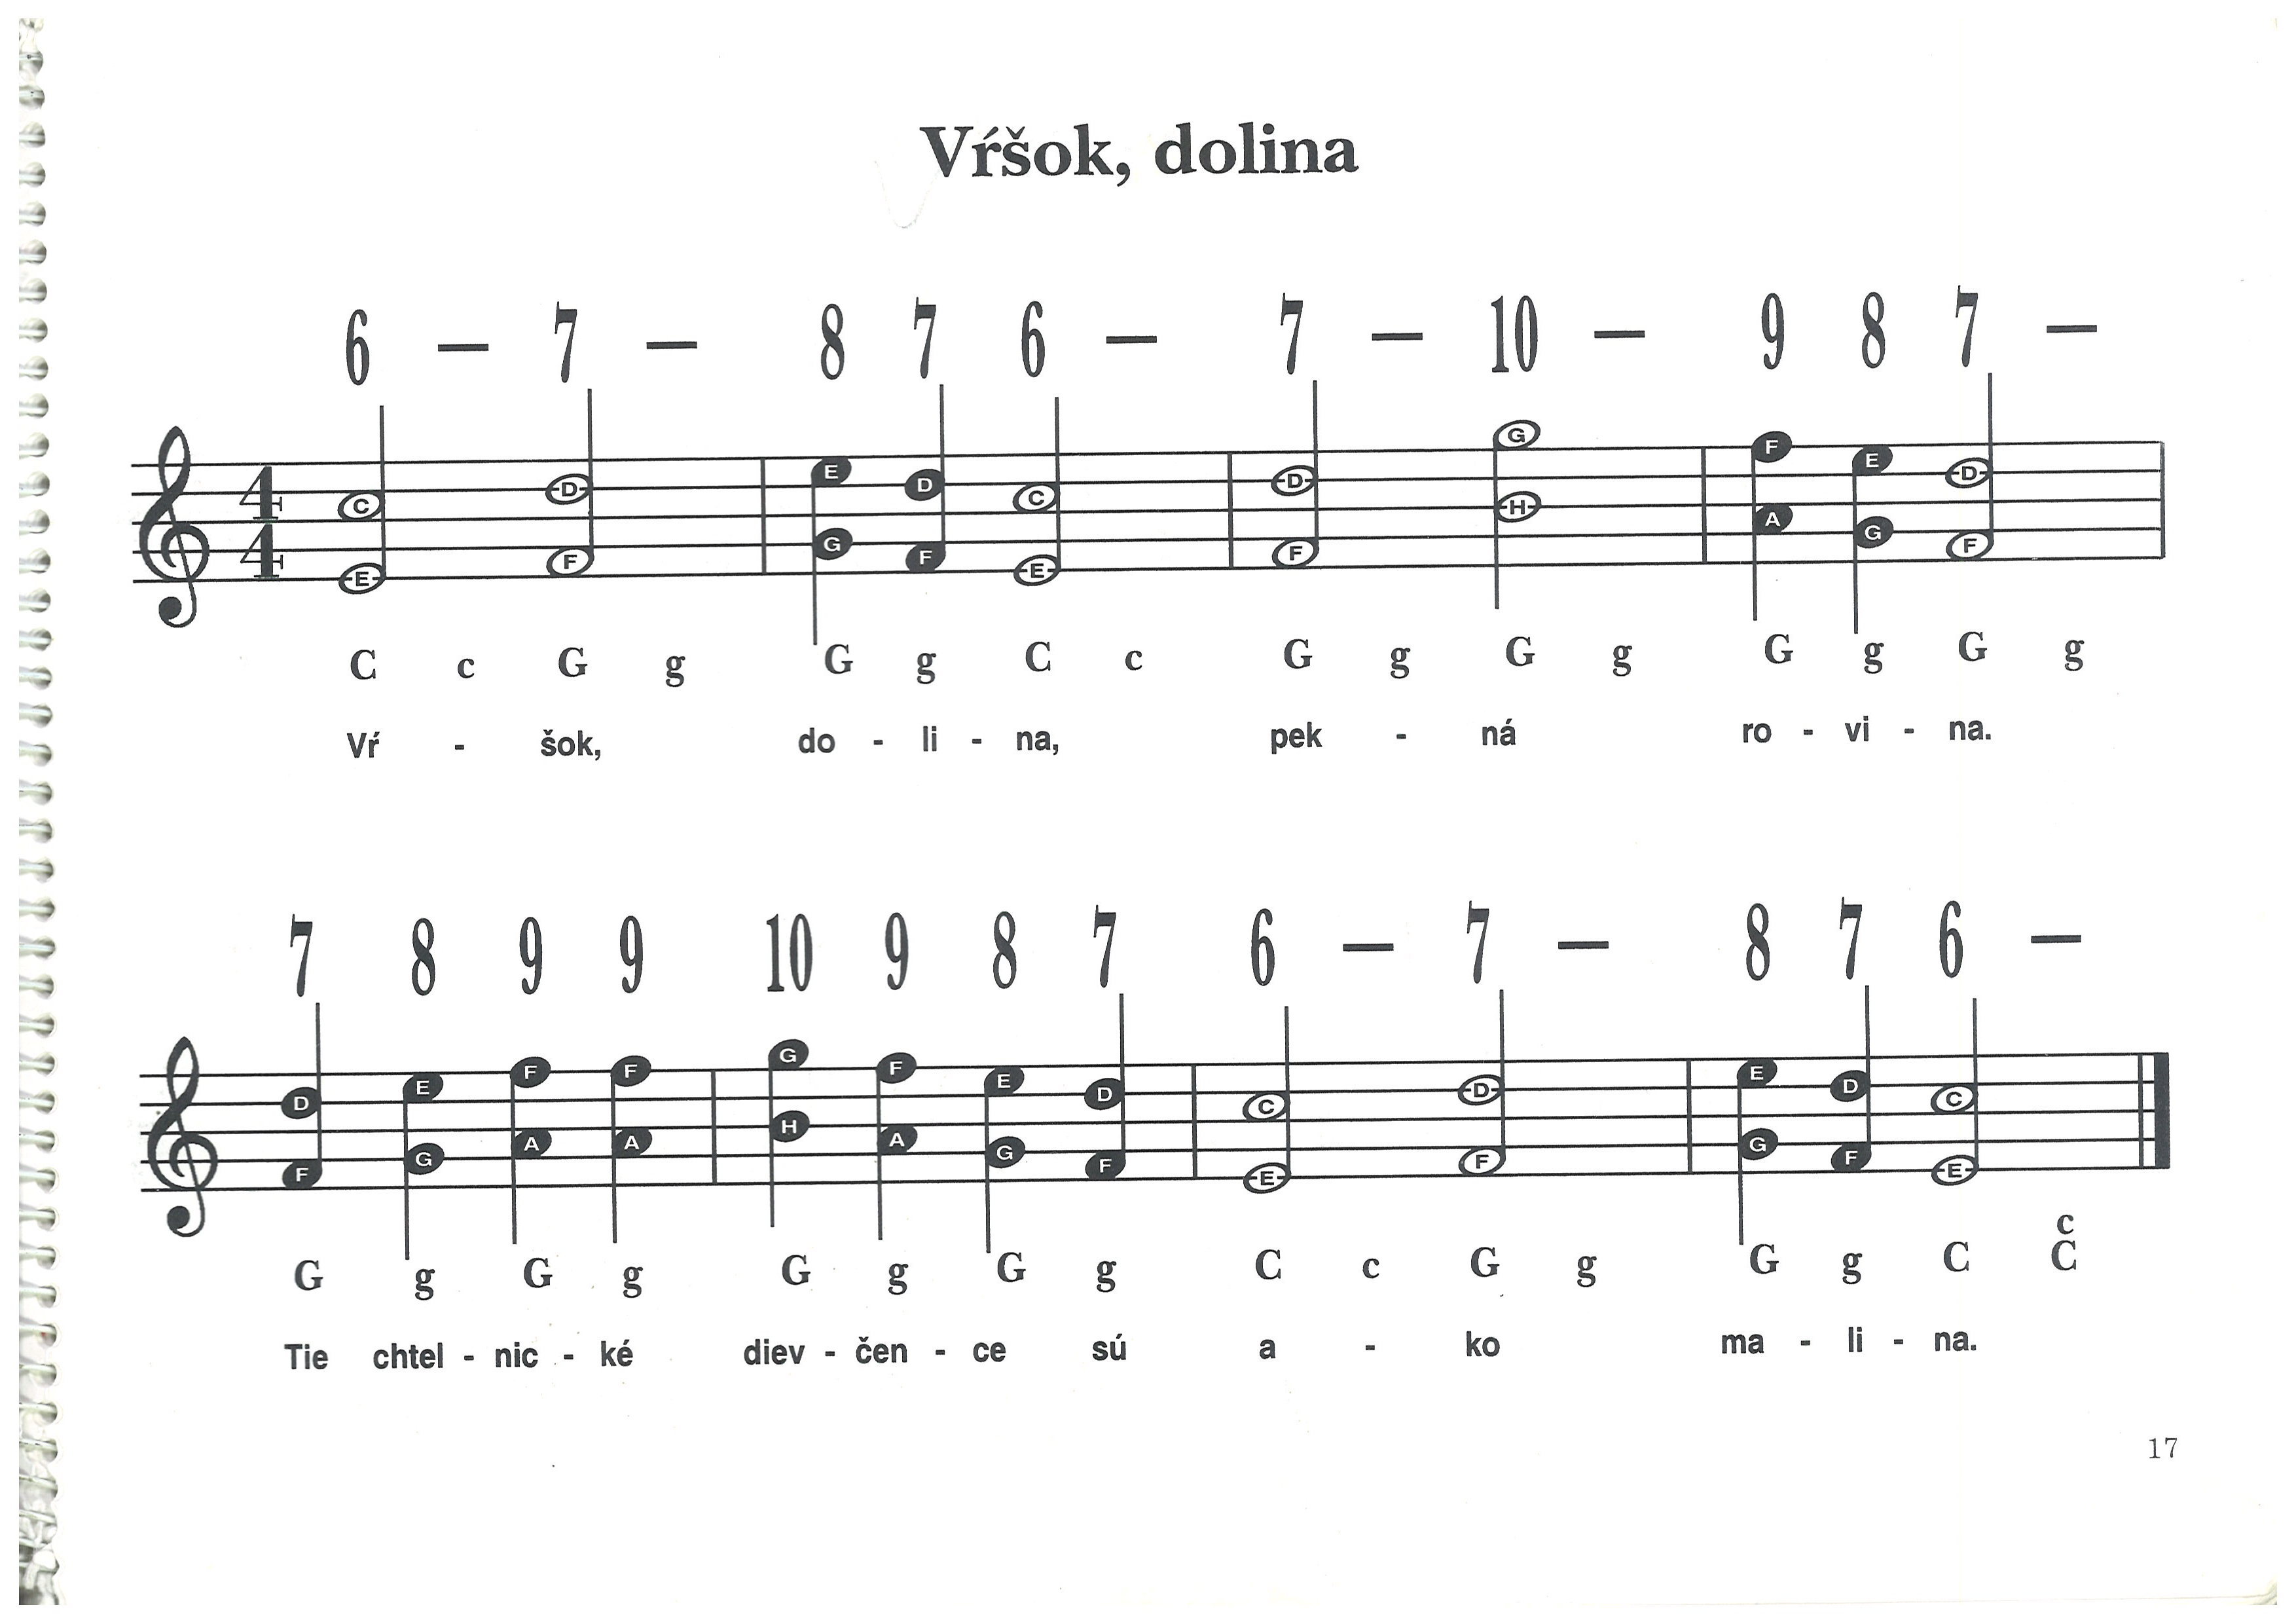 Vŕšok, dolina
6 – 7 – 8 7 6 – 7 – 10 – 9 8 7 –
4
4
C D E D C D G F E D
E F G F E F H A G F
C c G g G g C c G g G g G g G g
Vŕ - šok, do - li - na, pek - ná ro - vi - na.
7 8 9 9 10 9 8 7 6 – 7 – 8 7 6 –
D E F F G F E D C D E D C
F G A A H A G F E F G F E
c
G g G g G g G g C c G g G g C C
Tie chtel - nic - ké diev - čen - ce sú a - ko ma - li - na.
17